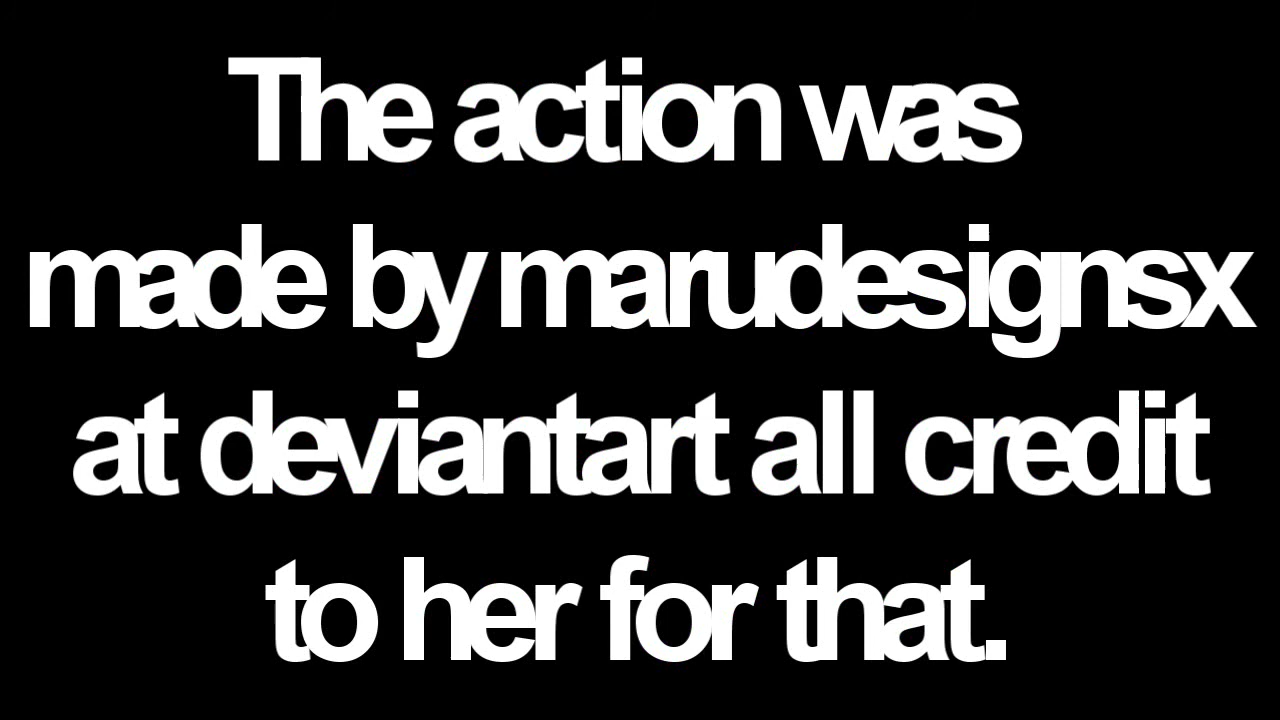 The action was
made by marudesignsx
at deviantart all credit
to her for that.